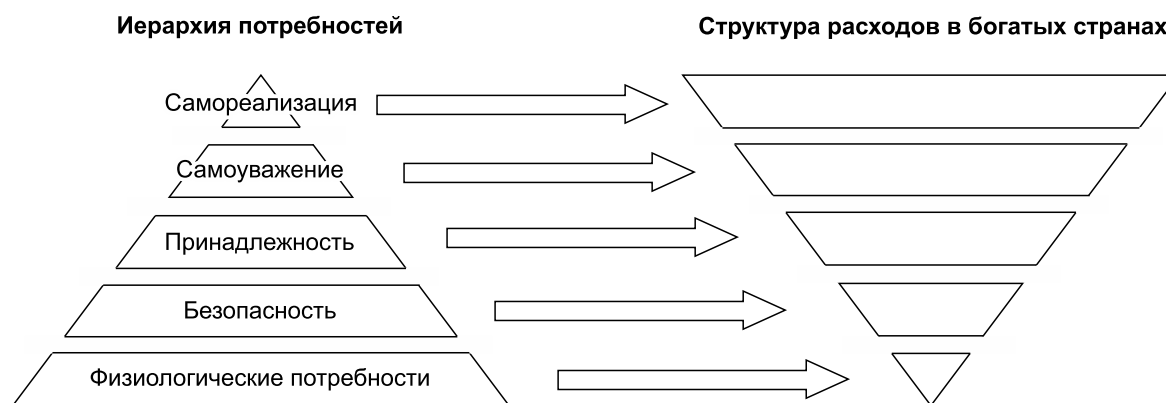 Иерархия потребностей
Структура расходов в богатых странах
Самореализация
Самоуважение
Принадлежность
Безопасность
Физиологические потребности